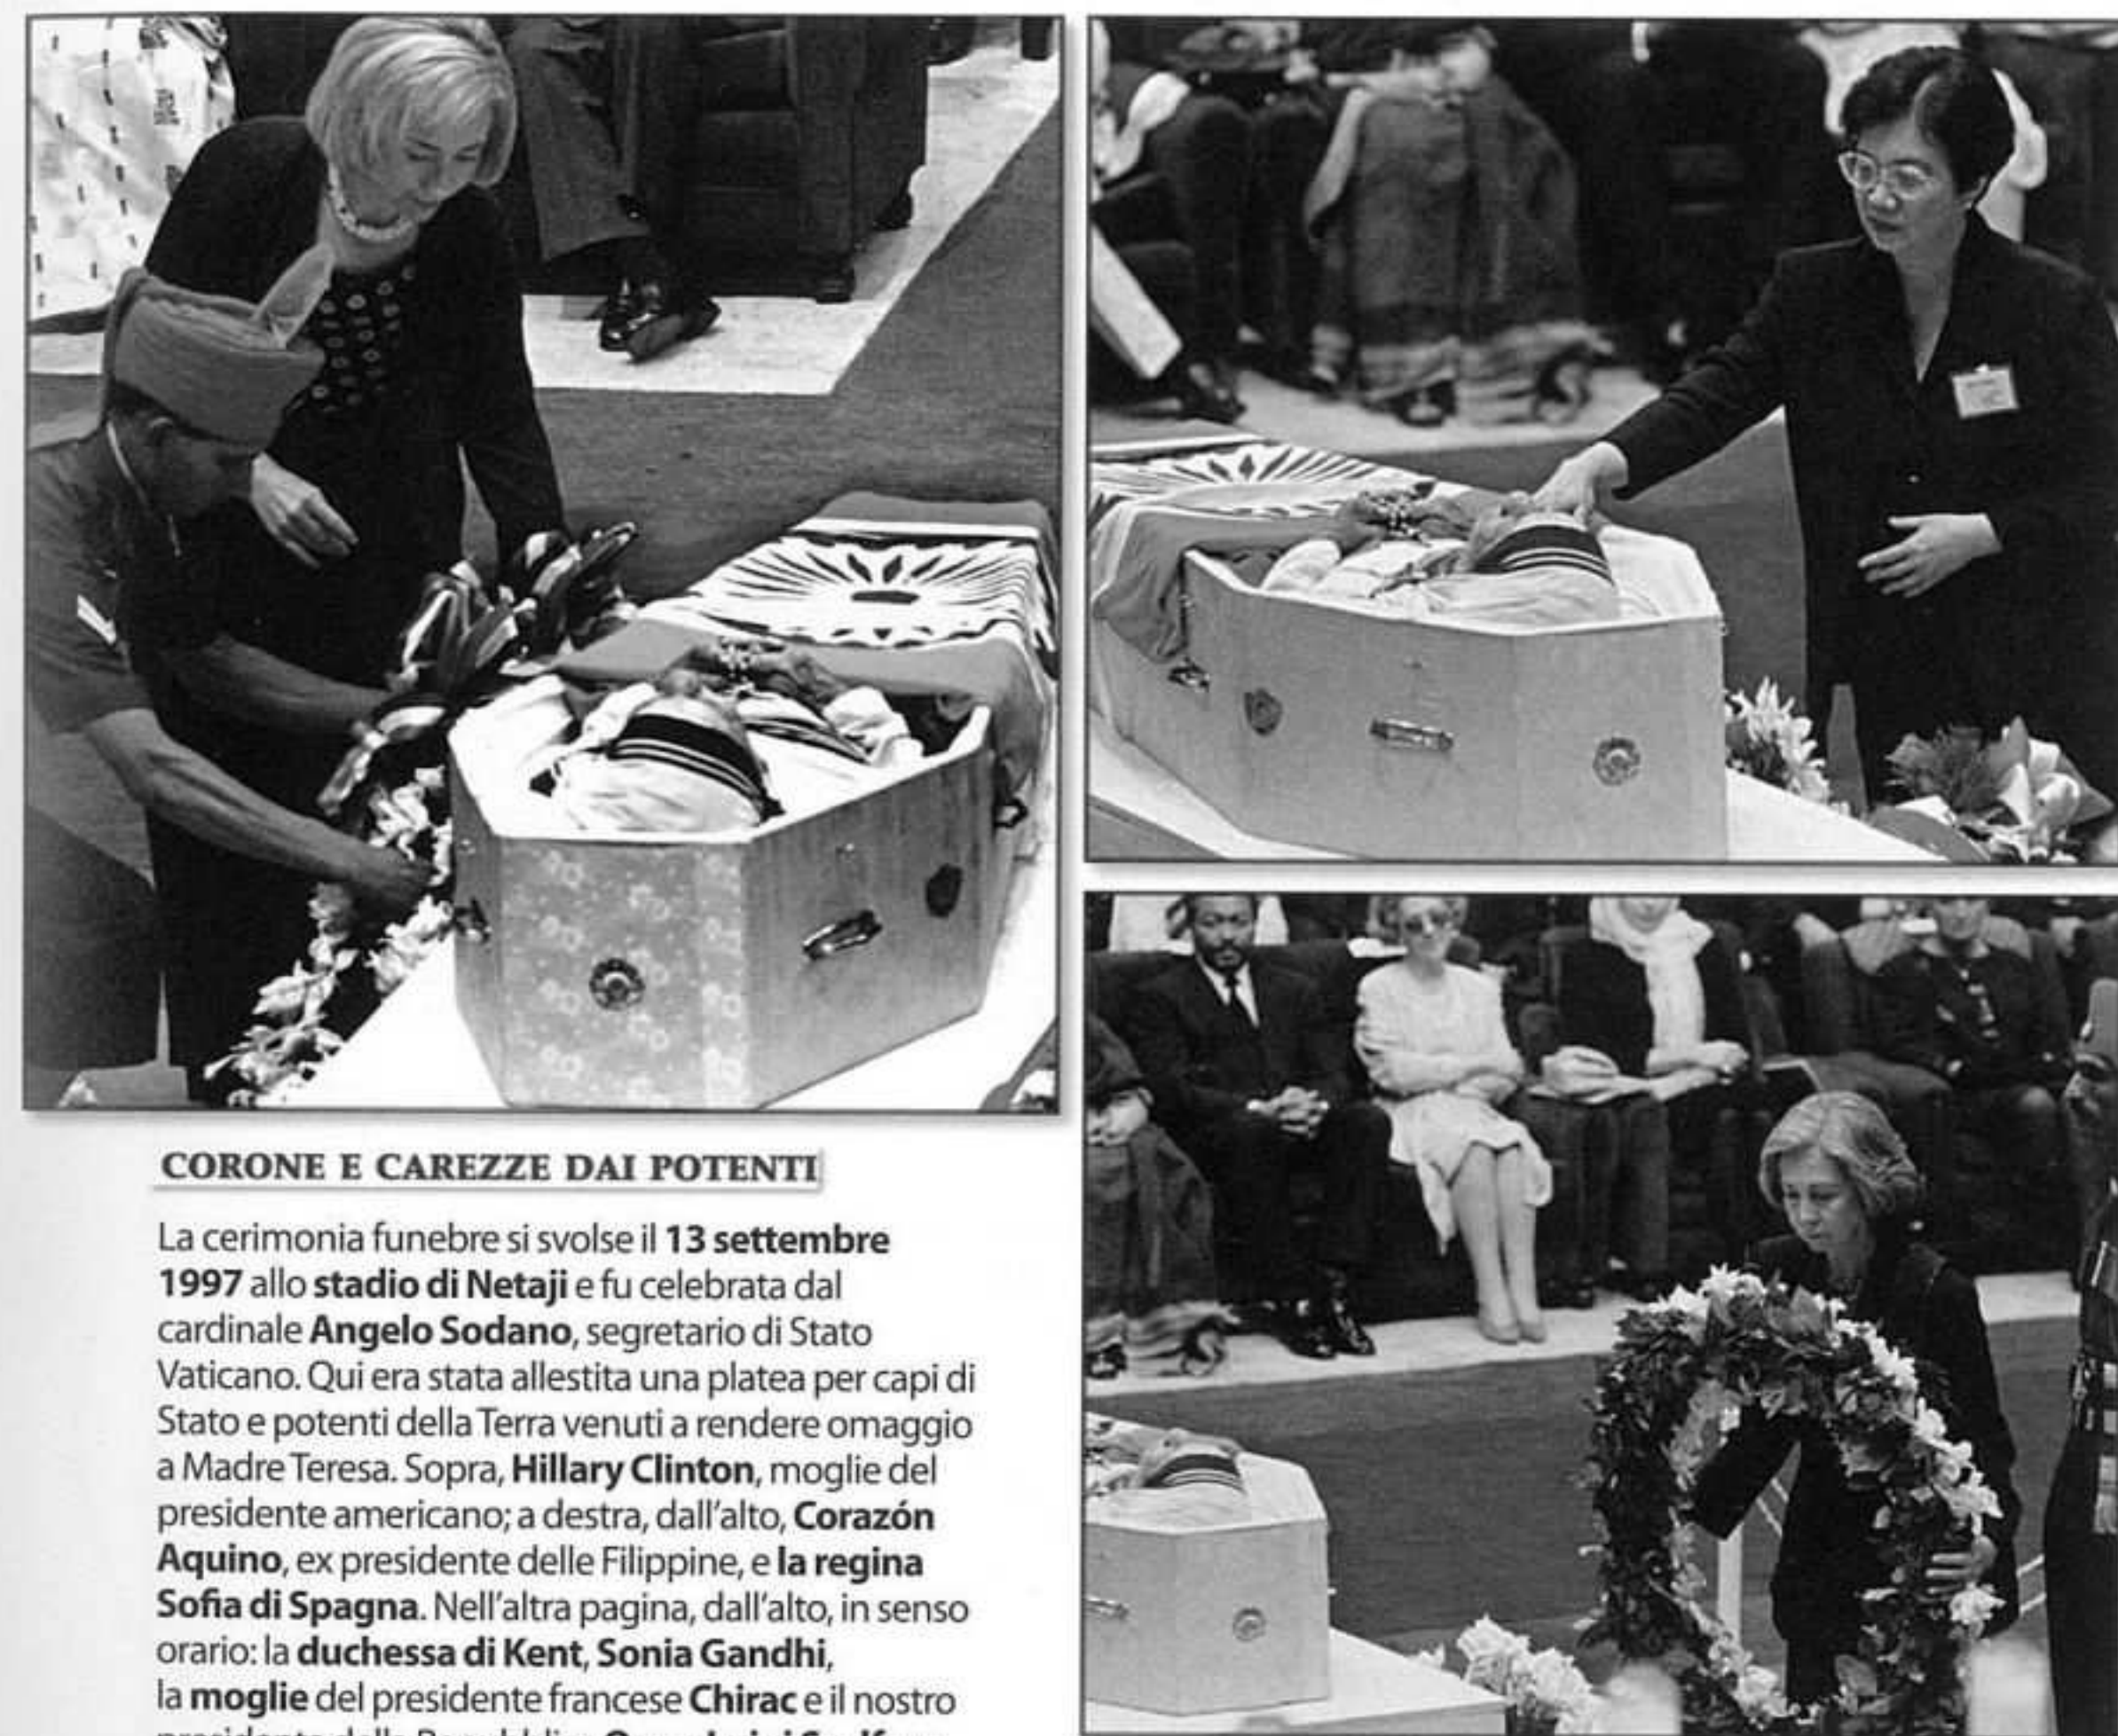 CORONE E CAREZZE DAI POTENTI
La cerimonia funebre si svolse il 13 settembre
1997 allo stadio di Netaji e fu celebrata dal
cardinale Angelo Sodano, segretario di Stato
Vaticano. Qui era stata allestita una platea per capi di
Stato e potenti della Terra venuti a rendere omaggio
a Madre Teresa. Sopra, Hillary Clinton, moglie del
presidente americano; a destra, dall'alto, Corazón
Aquino, ex presidente delle Filippine, e la regina
Sofia di Spagna. Nell'altra pagina, dall'alto, in senso
orario: la duchessa di Kent, Sonia Gandhi,
la moglie del presidente francese Chirac e il nostro